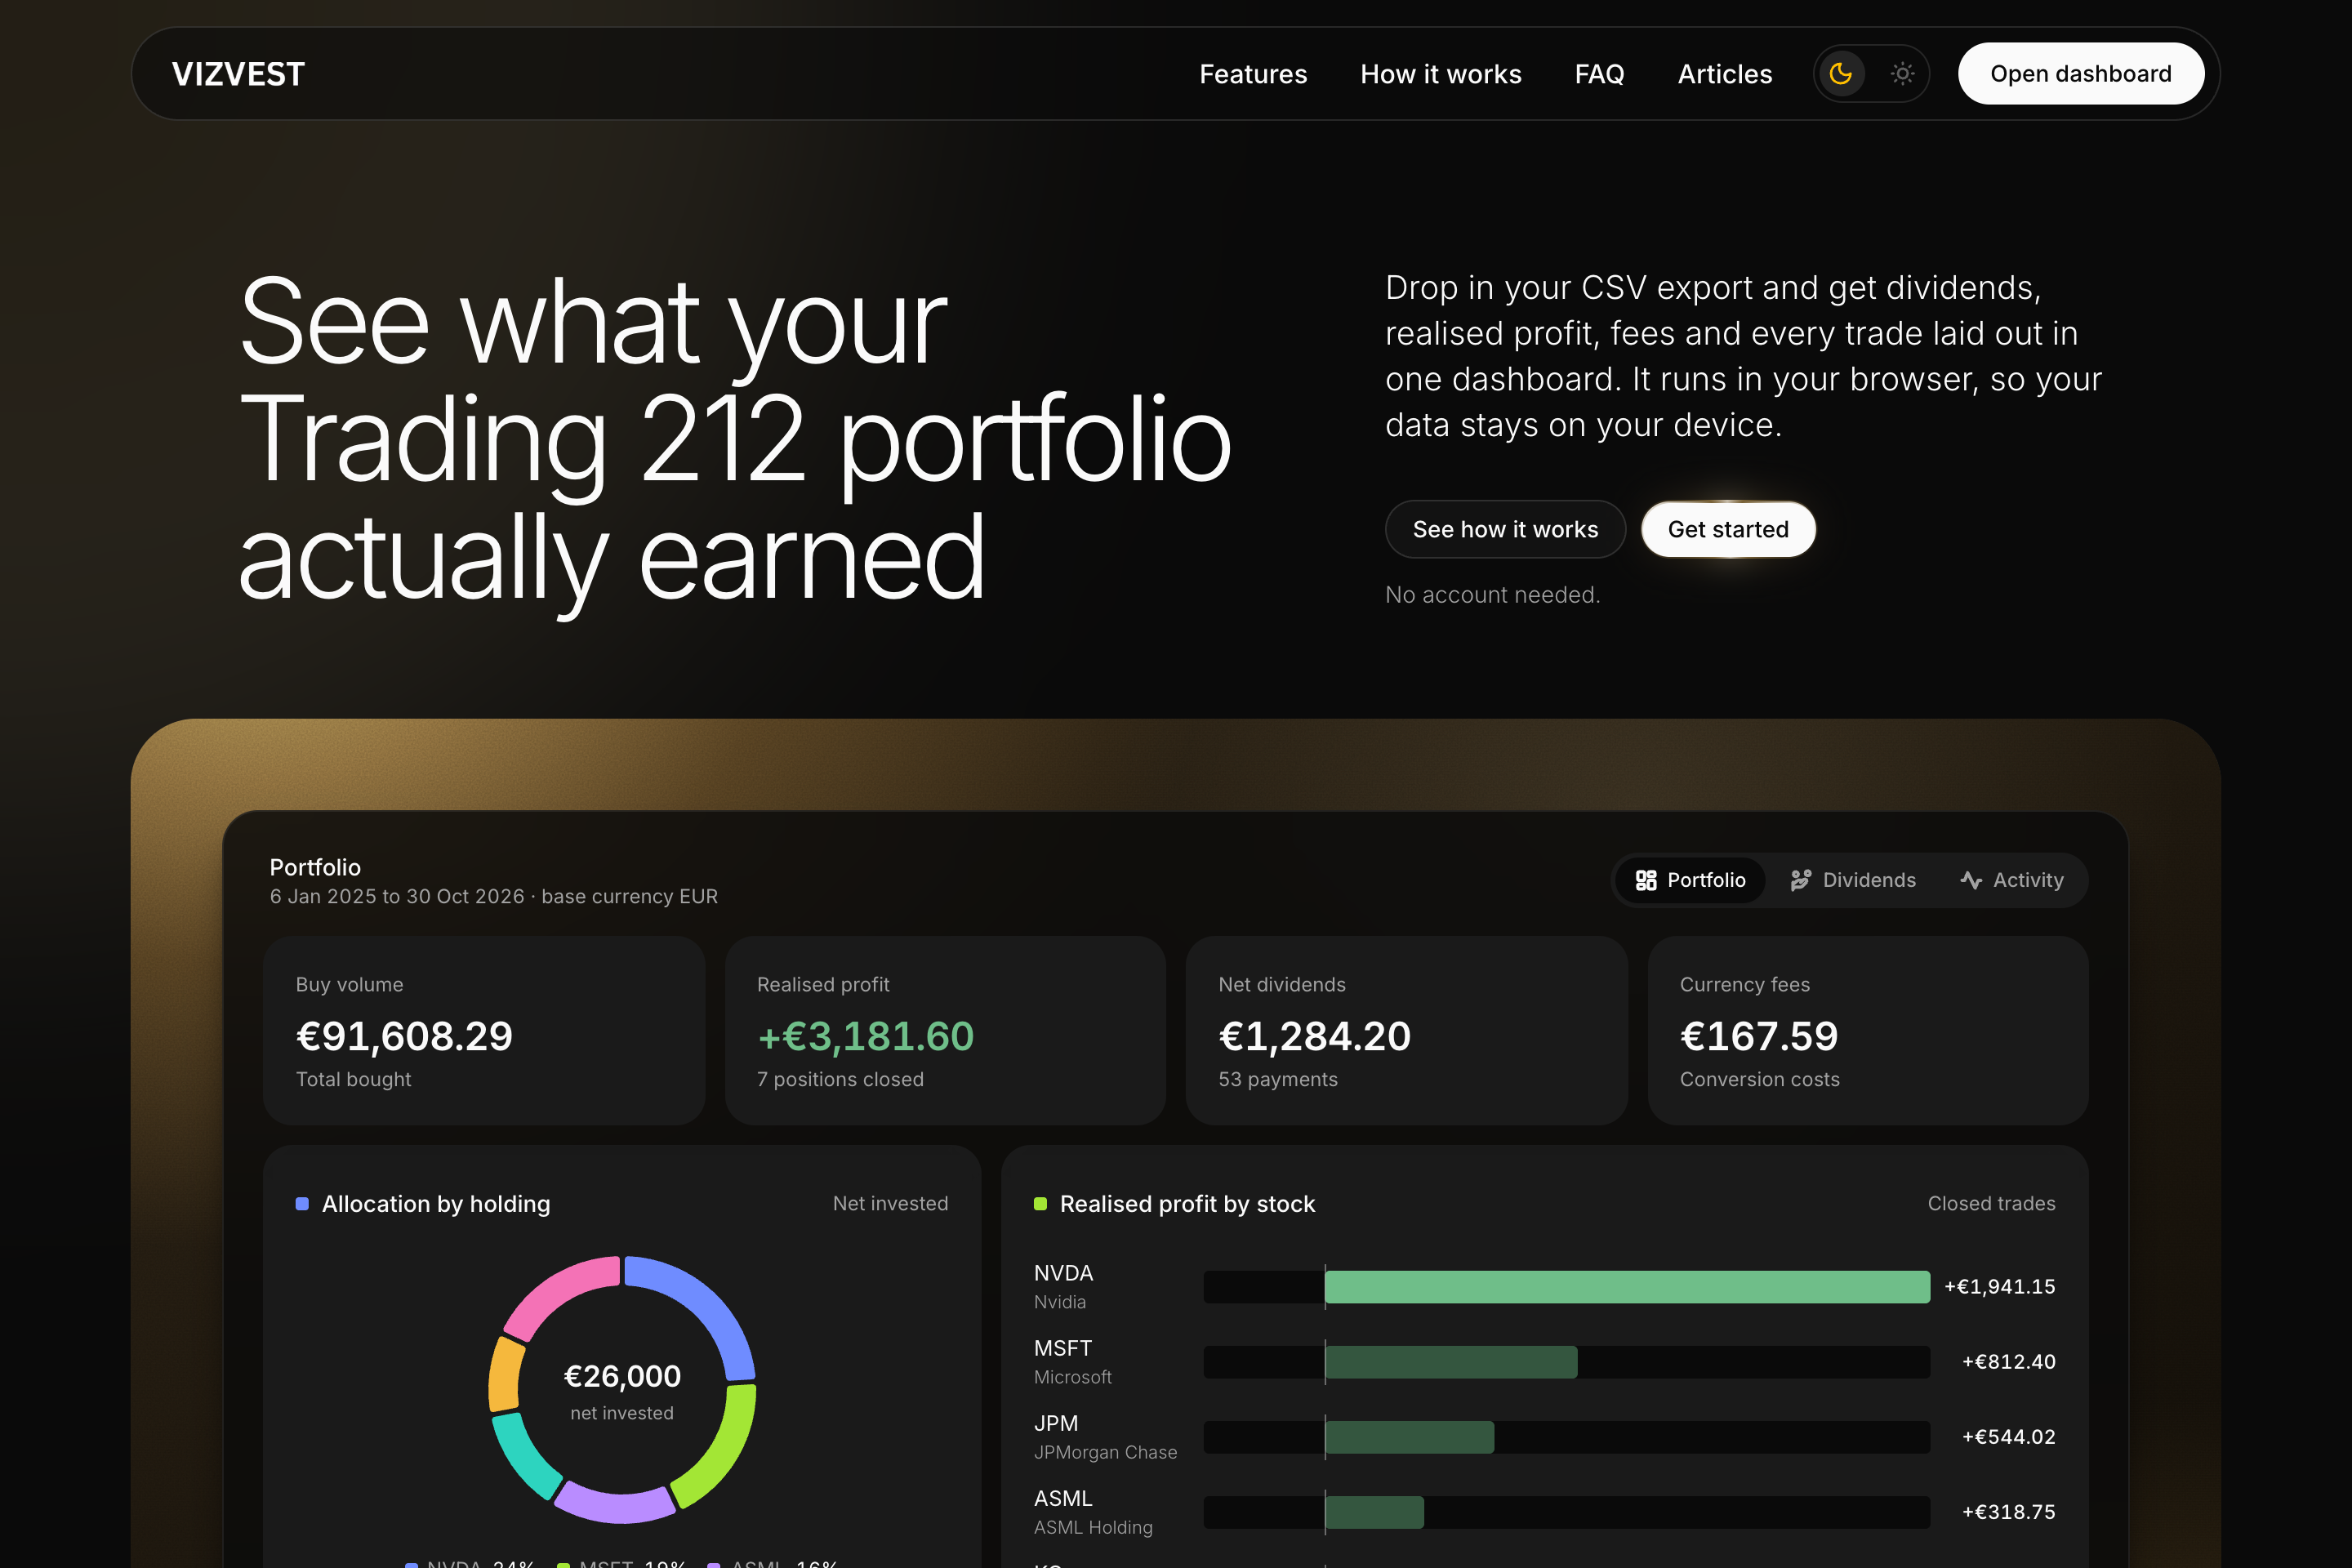 VIZVEST
Features
How it works
FAQ
Articles
Open dashboard
See what your
Trading 212 portfolio
actually earned
Drop in your CSV export and get dividends,
realised profit, fees and every trade laid out in
one dashboard. It runs in your browser, so your
data stays on your device.
See how it works
Get started
No account needed.
Portfolio
6 Jan 2025 to 30 Oct 2026 · base currency EUR
Portfolio
Dividends
Activity
Buy volume
€91,608.29
Total bought
Realised profit
+€3,181.60
7 positions closed
Net dividends
€1,284.20
53 payments
Currency fees
€167.59
Conversion costs
Allocation by holding
Net invested
€26,000
net invested
NVDA 24% MSFT 19% ASML 16%
Realised profit by stock
Closed trades
NVDA
Nvidia
+€1,941.15
MSFT
Microsoft
+€812.40
JPM
JPMorgan Chase
+€544.02
ASML
ASML Holding
+€318.75